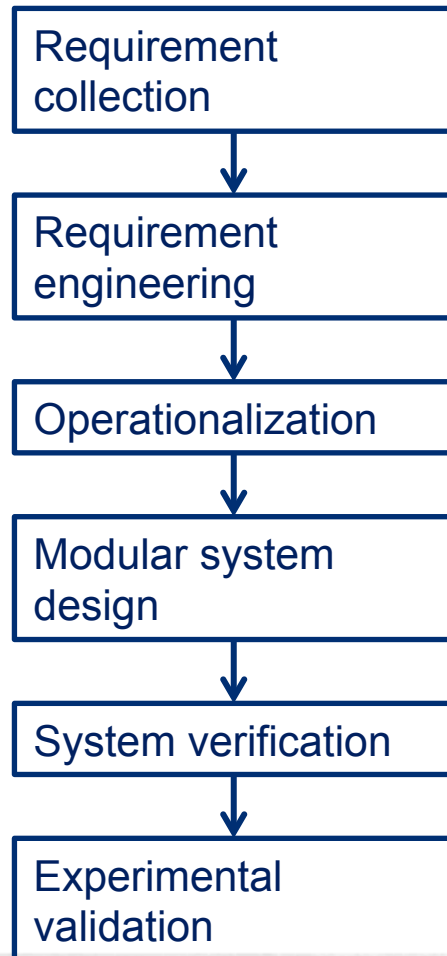 Requirement
collection
Requirement
engineering
Operationalization
Modular system
design
System verification
Experimental
validation